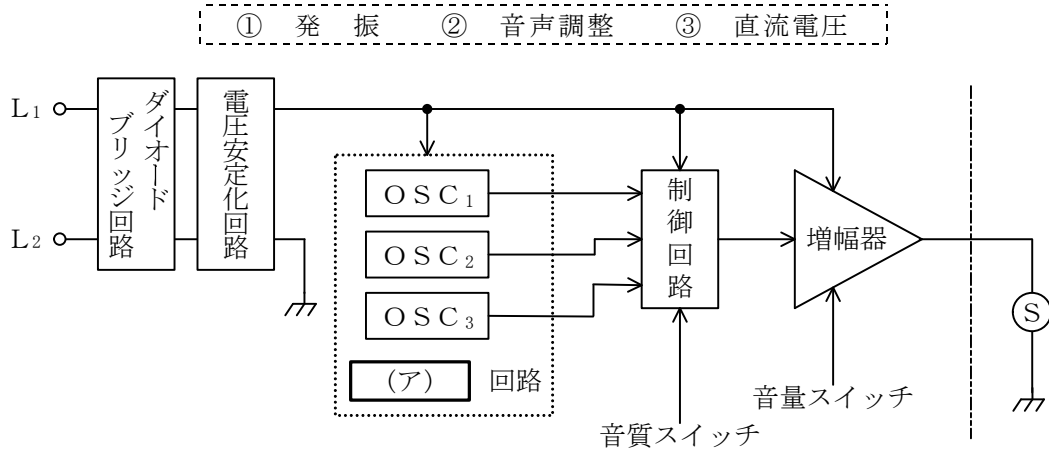 ① 発 振 ② 音声調整 ③ 直流電圧
L1
L2
ダイオード
ブリッジ回路
電圧安定化回路
OSC1
OSC2
OSC3
(ア) 回路
制御回路
増幅器
S
音質スイッチ
音量スイッチ